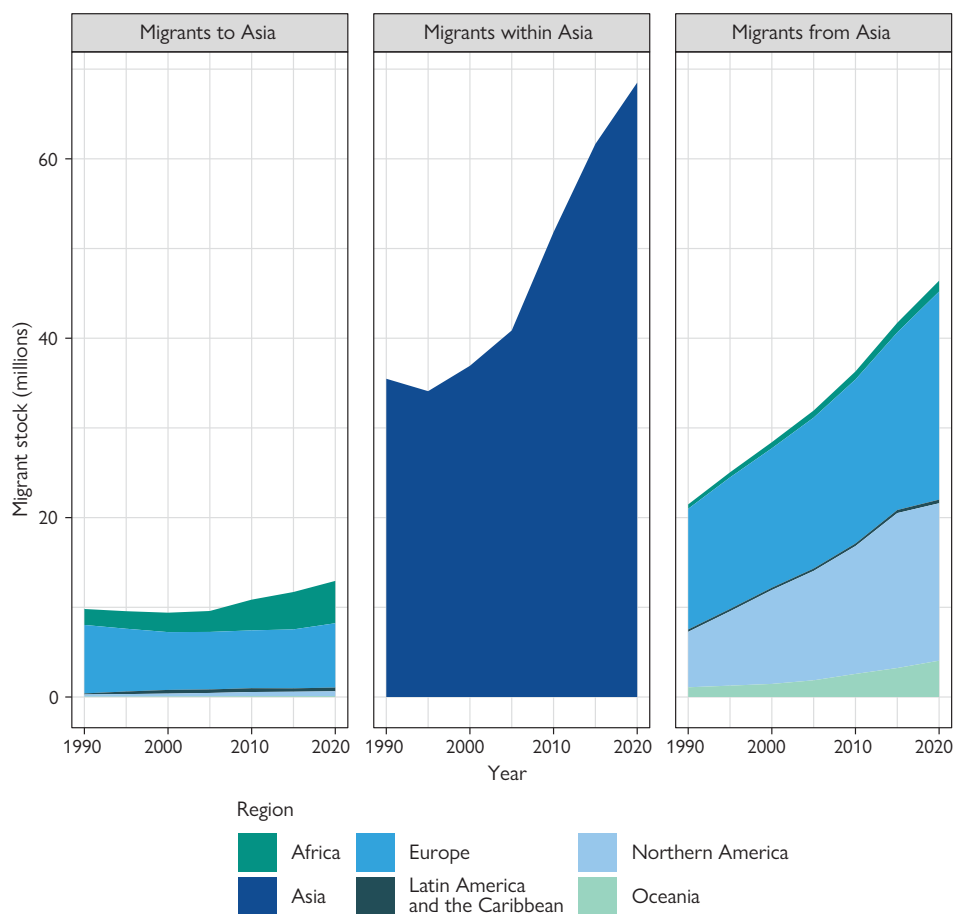 Migrants to Asia
Migrants within Asia
Migrants from Asia
60
40
20
0
Migrant stock (millions)
1990 2000 2010 2020
1990 2000 2010 2020
1990 2000 2010 2020
Year
Region
Africa
Europe
Northern America
Asia
Latin America
and the Caribbean
Oceania